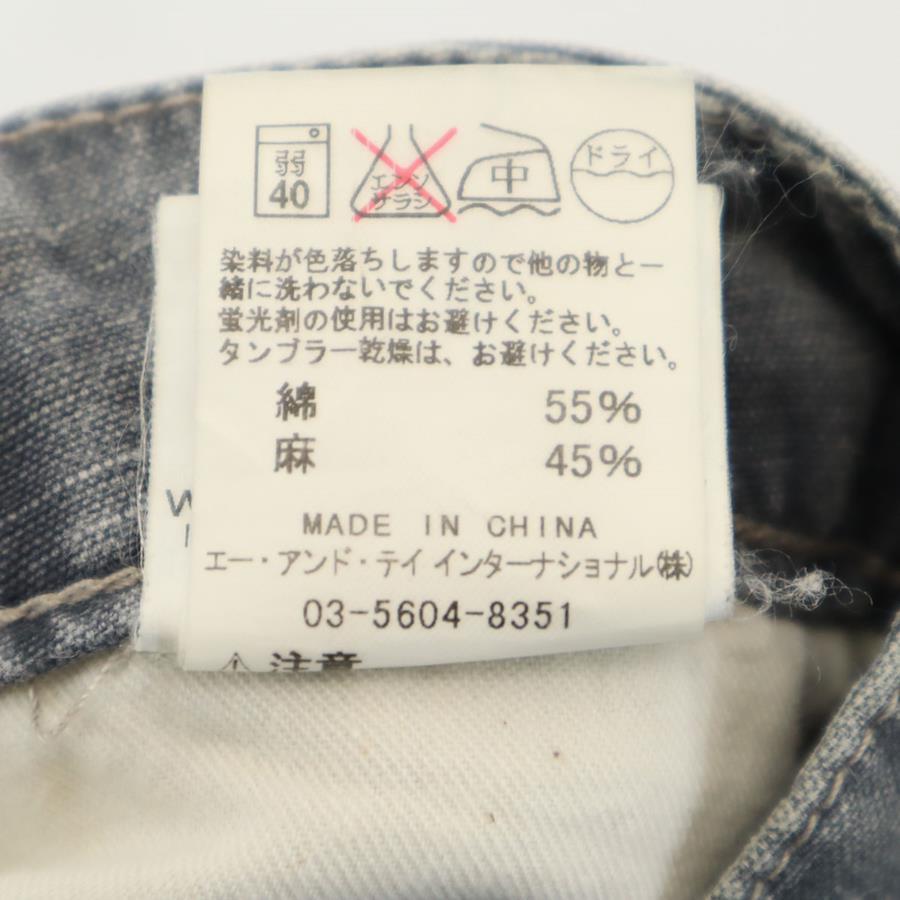 弱
40
エンソ
サラシ
中
ドライ
染料が色落ちしますので他の物と一
緒に洗わないでください。
蛍光剤の使用はお避けください。
タンブラー乾燥は、お避けください。
綿 55%
麻 45%
MADE IN CHINA
エー・アンド・テイ インターナショナル(株)
03-5604-8351
⚠注意
W